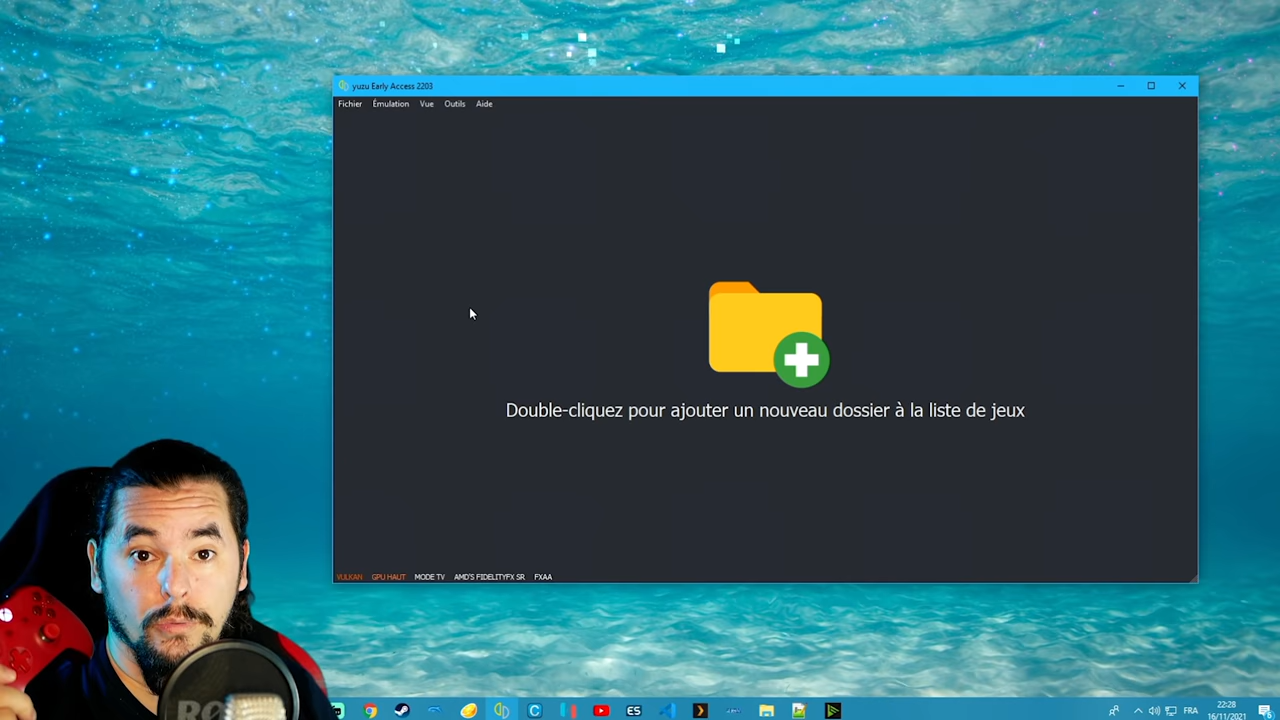 yuzu Early Access 2203
Fichier Émulation Vue Outils Aide
Double-cliquez pour ajouter un nouveau dossier à la liste de jeux
VULKAN GPU HAUT MODE TV AMD'S FIDELITYFX SR FXAA
ES
FR
22:28
16/11/2021